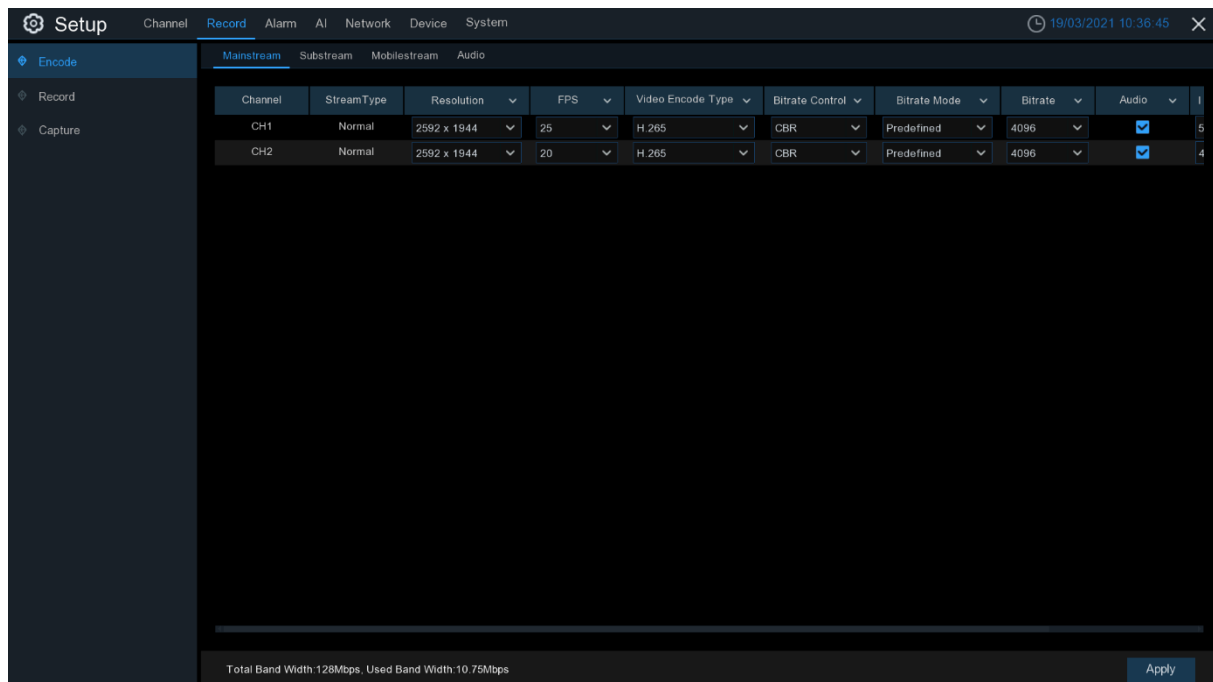 Setup Channel Record Alarm AI Network Device System 19/03/2021 10:36:45
Encode
Record
Capture
Mainstream Substream Mobilestream Audio
Channel StreamType Resolution FPS Video Encode Type Bitrate Control Bitrate Mode Bitrate Audio I
CH1 Normal 2592 x 1944 25 H.265 CBR Predefined 4096 5
CH2 Normal 2592 x 1944 20 H.265 CBR Predefined 4096 4
Total Band Width:128Mbps, Used Band Width:10.75Mbps Apply